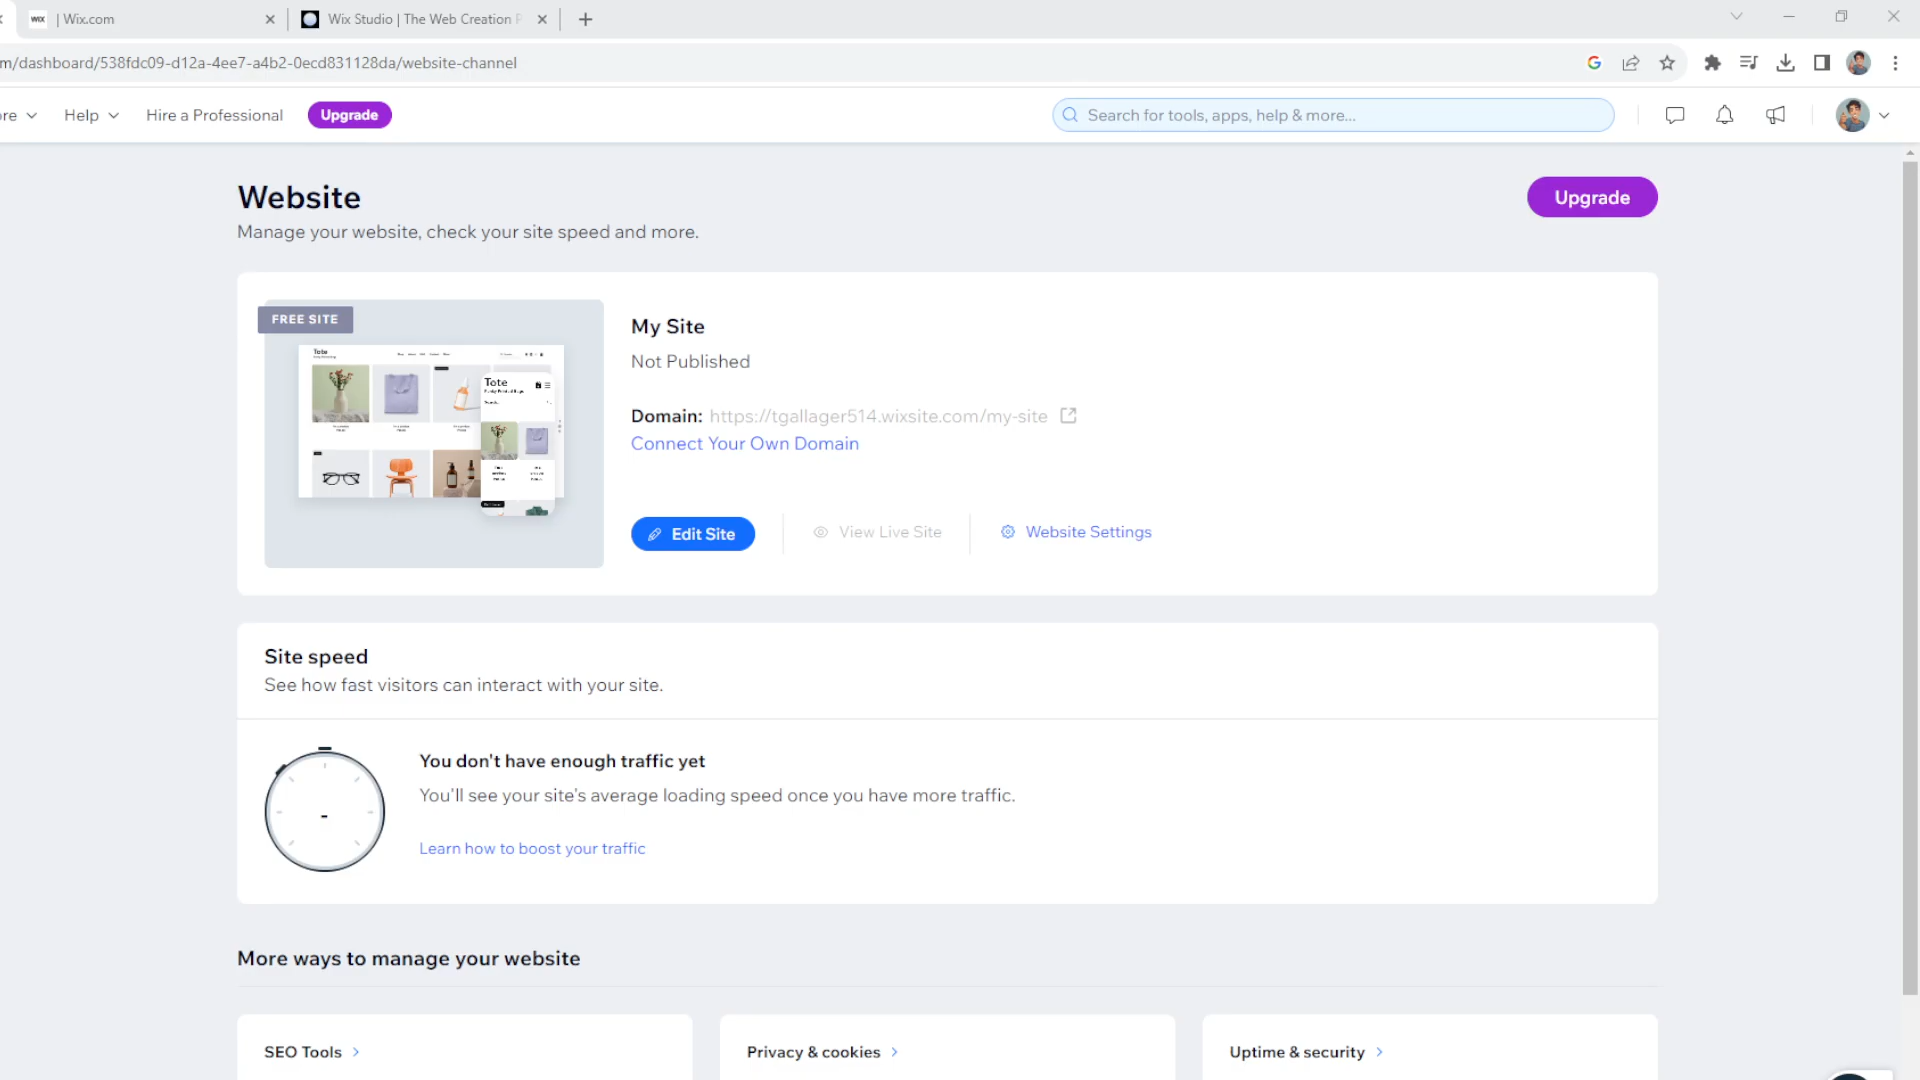 WIX | Wix.com
Wix Studio | The Web Creation P
m/dashboard/538fdc09-d12a-4ee7-a4b2-0ecd831128da/website-channel
ore
Help
Hire a Professional
Upgrade
Search for tools, apps, help & more...
Website
Upgrade
Manage your website, check your site speed and more.
FREE SITE
Tote
Tote
My Site
Not Published
Domain: https://tgallager514.wixsite.com/my-site
Connect Your Own Domain
Edit Site
View Live Site
Website Settings
Site speed
See how fast visitors can interact with your site.
You don't have enough traffic yet
You'll see your site's average loading speed once you have more traffic.
-
Learn how to boost your traffic
More ways to manage your website
SEO Tools
Privacy & cookies
Uptime & security